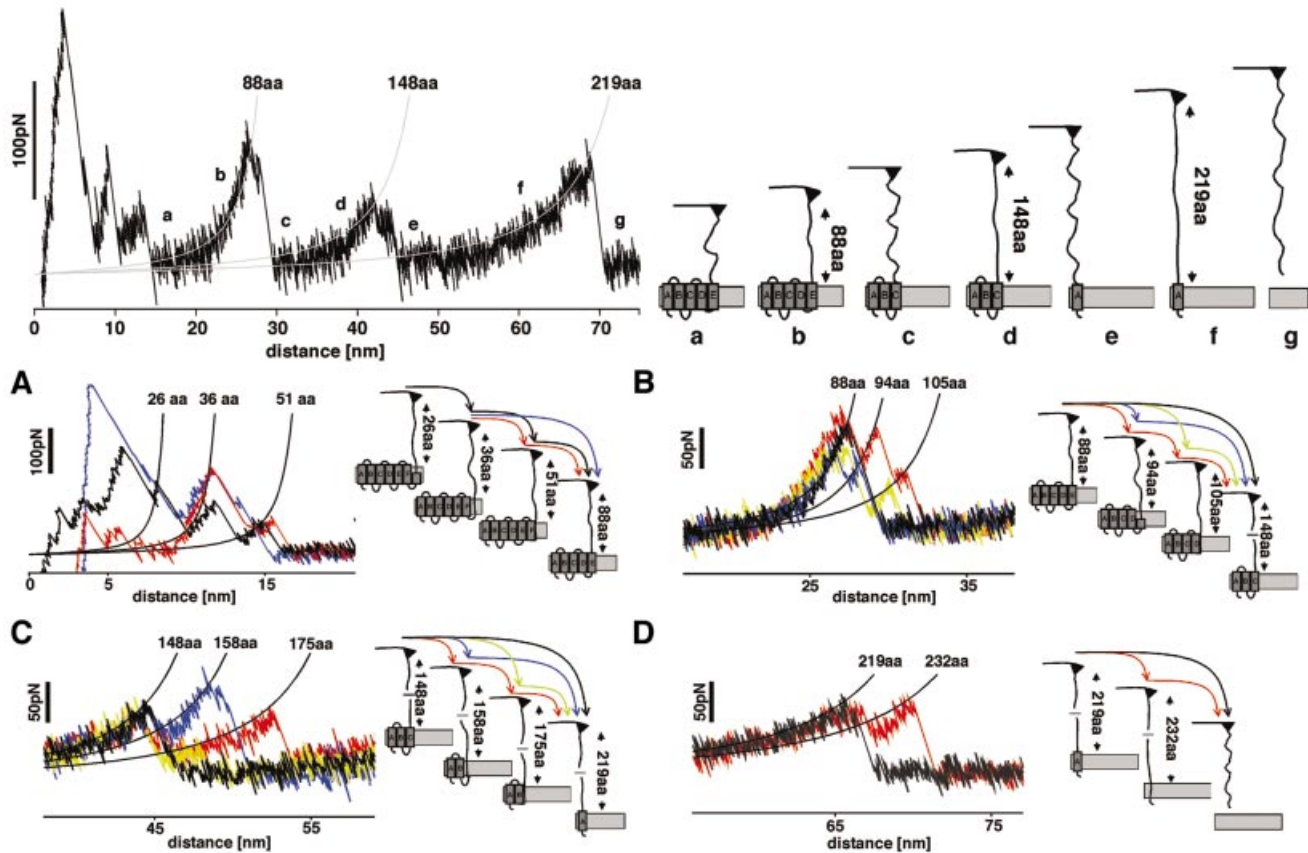 88aa
148aa
219aa
100pN
a
b
c
d
e
f
g
0 10 20 30 40 50 60 70
distance [nm]
88aa
148aa
219aa
A B C D E
A B C D E
A B C
A B C
A
A
a b c d e f g
A
26 aa 36 aa 51 aa
100pN
0 5 15
distance [nm]
26aa
36aa
51aa
88aa
B
88aa 94aa 105aa
50pN
25 35
distance [nm]
88aa
94aa
105aa
148aa
C
148aa 158aa 175aa
50pN
45 55
distance [nm]
148aa
158aa
175aa
219aa
D
219aa 232aa
50pN
65 75
distance [nm]
219aa
232aa